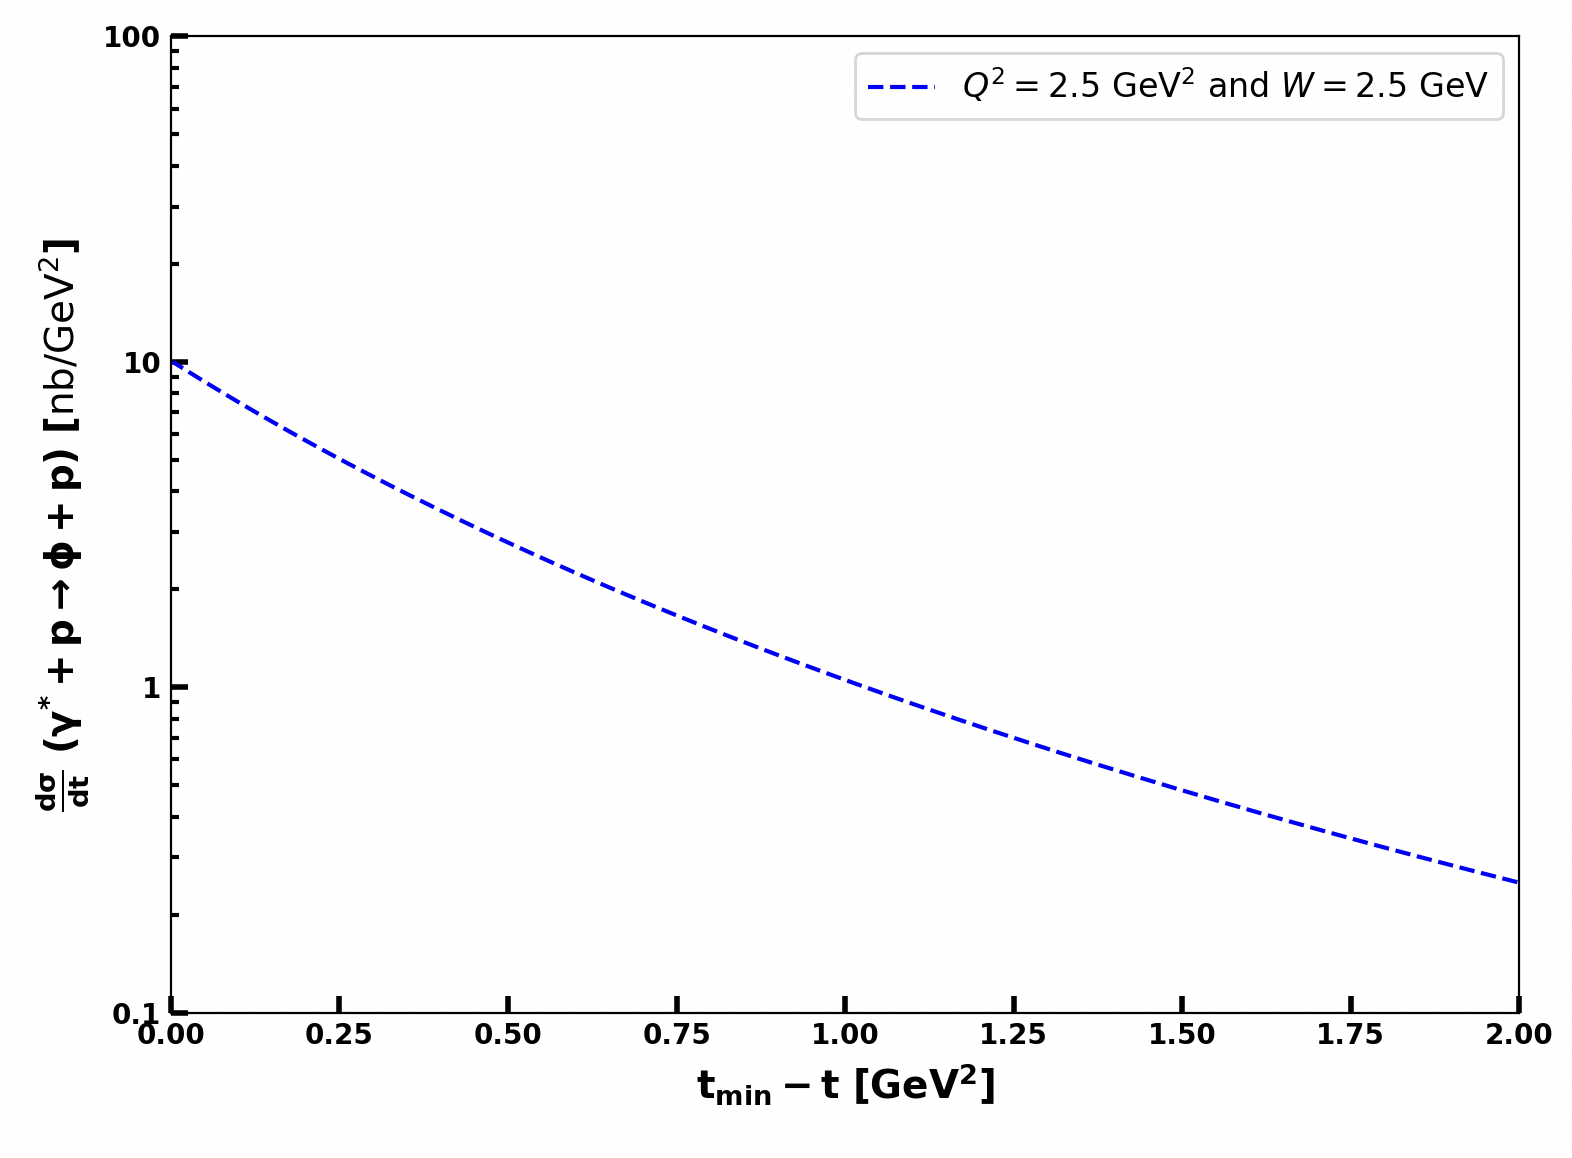 100
10
1
0.1
Q² = 2.5 GeV² and W = 2.5 GeV
dσ/dt (γ* + p → ϕ + p) [nb/GeV²]
0.00 0.25 0.50 0.75 1.00 1.25 1.50 1.75 2.00
t_min − t [GeV²]